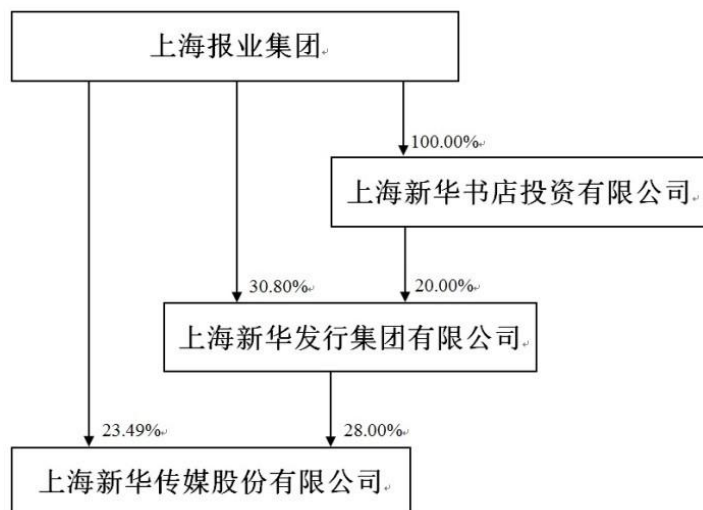 上海报业集团
100.00%
上海新华书店投资有限公司
30.80%
20.00%
上海新华发行集团有限公司
23.49%
28.00%
上海新华传媒股份有限公司